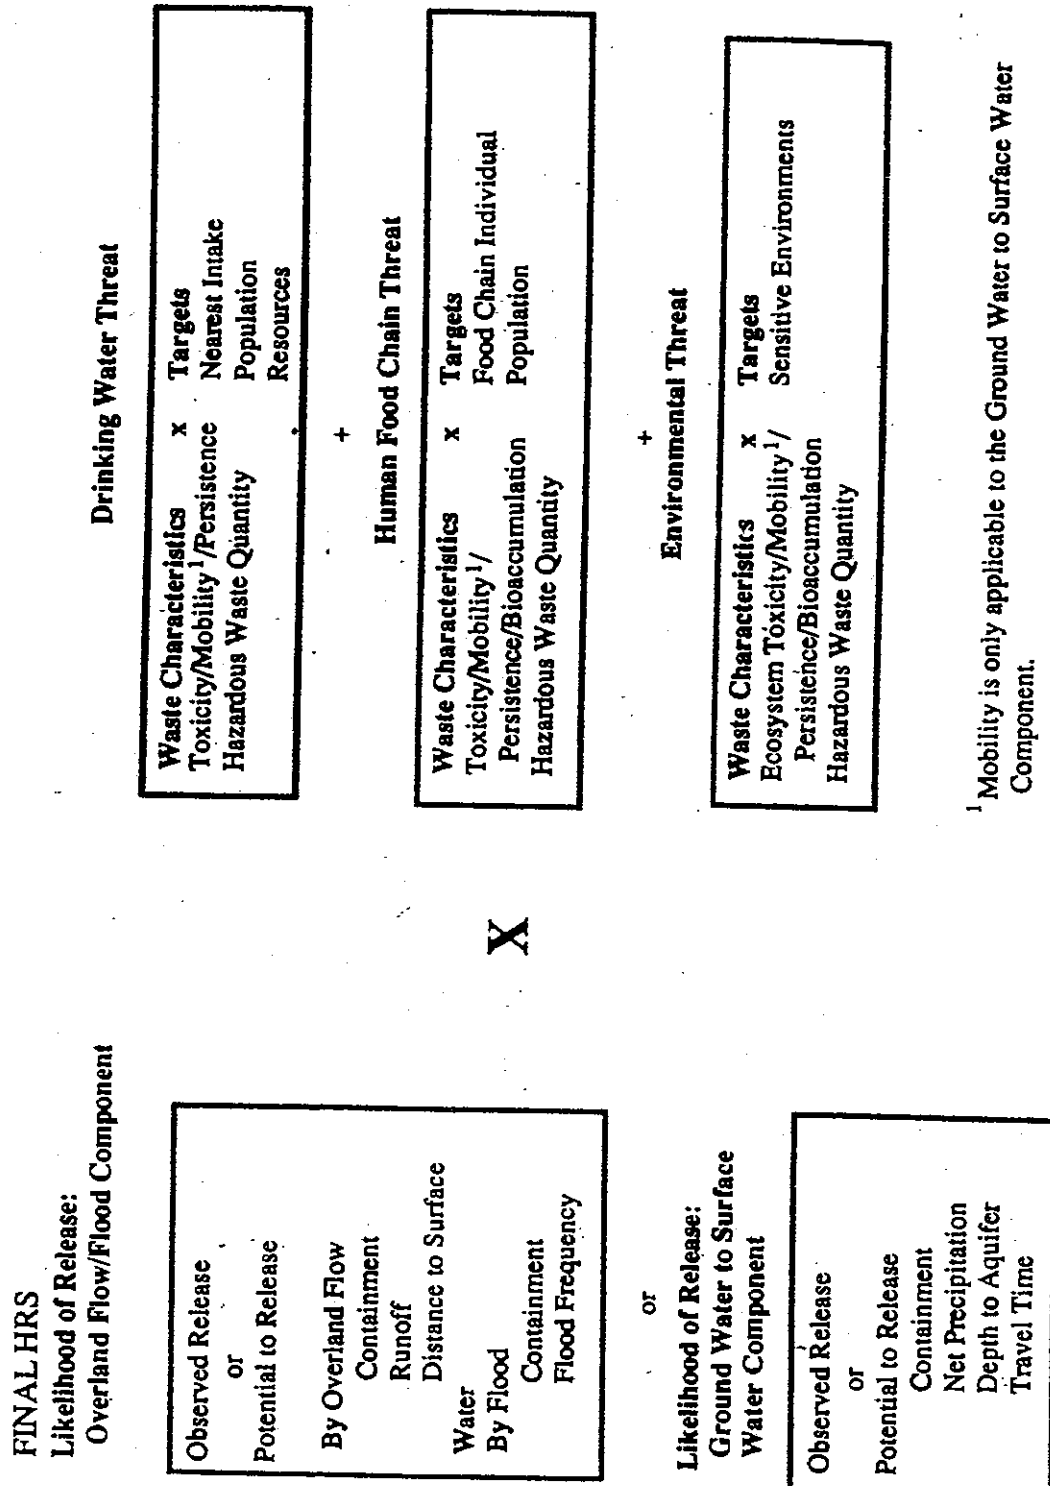 FINAL HRS
Likelihood of Release:
Overland Flow/Flood Component
Observed Release
or
Potential to Release
By Overland Flow
Containment
Runoff
Distance to Surface
Water
By Flood
Containment
Flood Frequency
or
Likelihood of Release:
Ground Water to Surface
Water Component
Observed Release
or
Potential to Release
Containment
Net Precipitation
Depth to Aquifer
Travel Time
X
Drinking Water Threat
Waste Characteristics x Targets
Toxicity/Mobility¹/Persistence Nearest Intake
Hazardous Waste Quantity Population
Resources
+
Human Food Chain Threat
Waste Characteristics x Targets
Toxicity/Mobility¹/ Food Chain Individual
Persistence/Bioaccumulation Population
Hazardous Waste Quantity
+
Environmental Threat
Waste Characteristics x Targets
Ecosystem Toxicity/Mobility¹/ Sensitive Environments
Persistence/Bioaccumulation
Hazardous Waste Quantity
¹Mobility is only applicable to the Ground Water to Surface Water
Component.